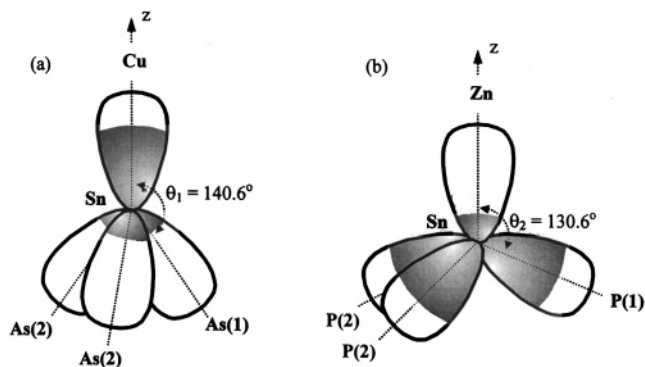 (a)
z
Cu
Sn
θ₁ = 140.6°
As(2)
As(2)
As(1)
(b)
z
Zn
Sn
θ₂ = 130.6°
P(2)
P(2)
P(1)